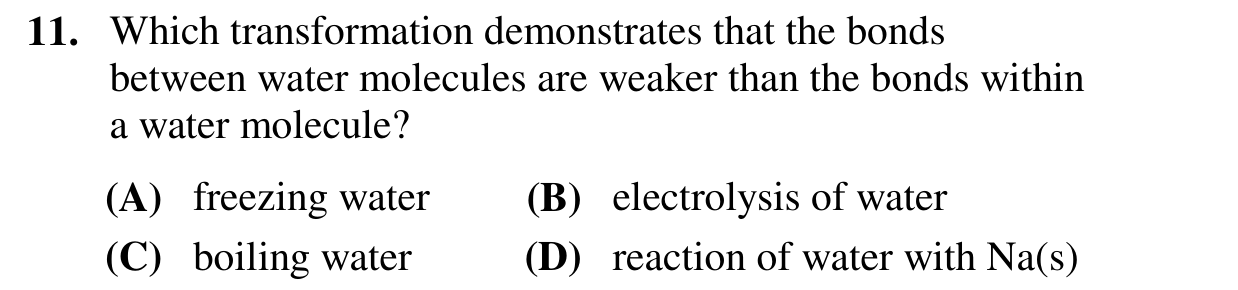 11. Which transformation demonstrates that the bonds
between water molecules are weaker than the bonds within
a water molecule?
(A) freezing water (B) electrolysis of water
(C) boiling water (D) reaction of water with Na(s)